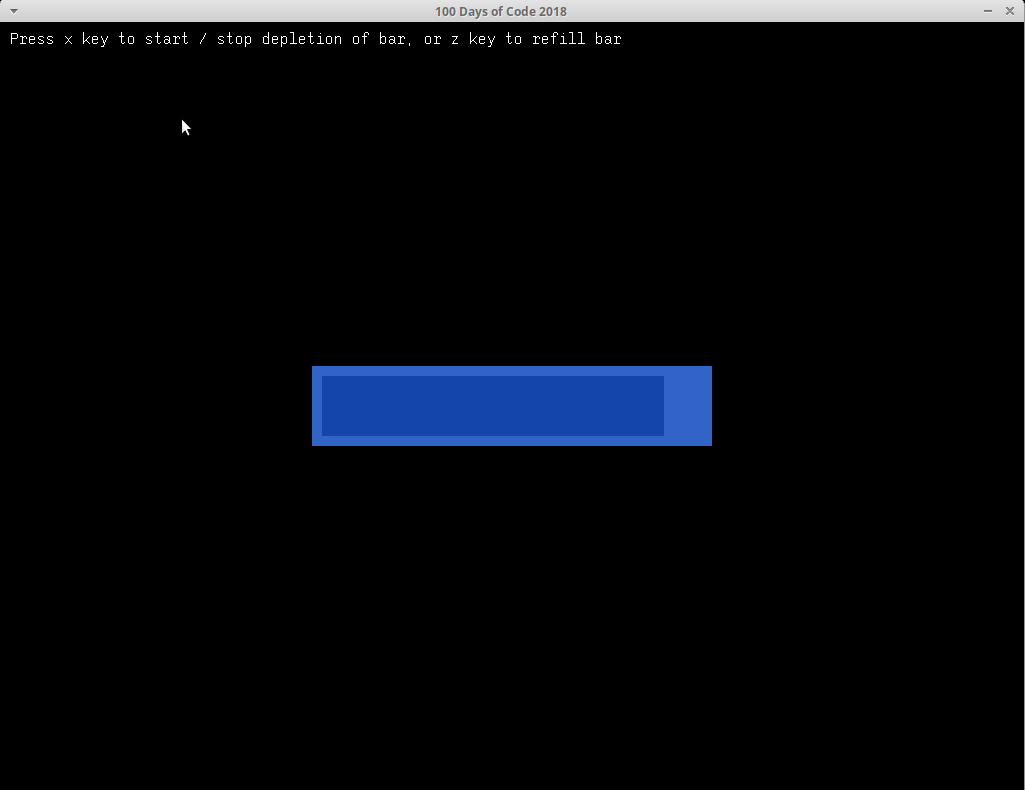 100 Days of Code 2018
Press x key to start / stop depletion of bar, or z key to refill bar